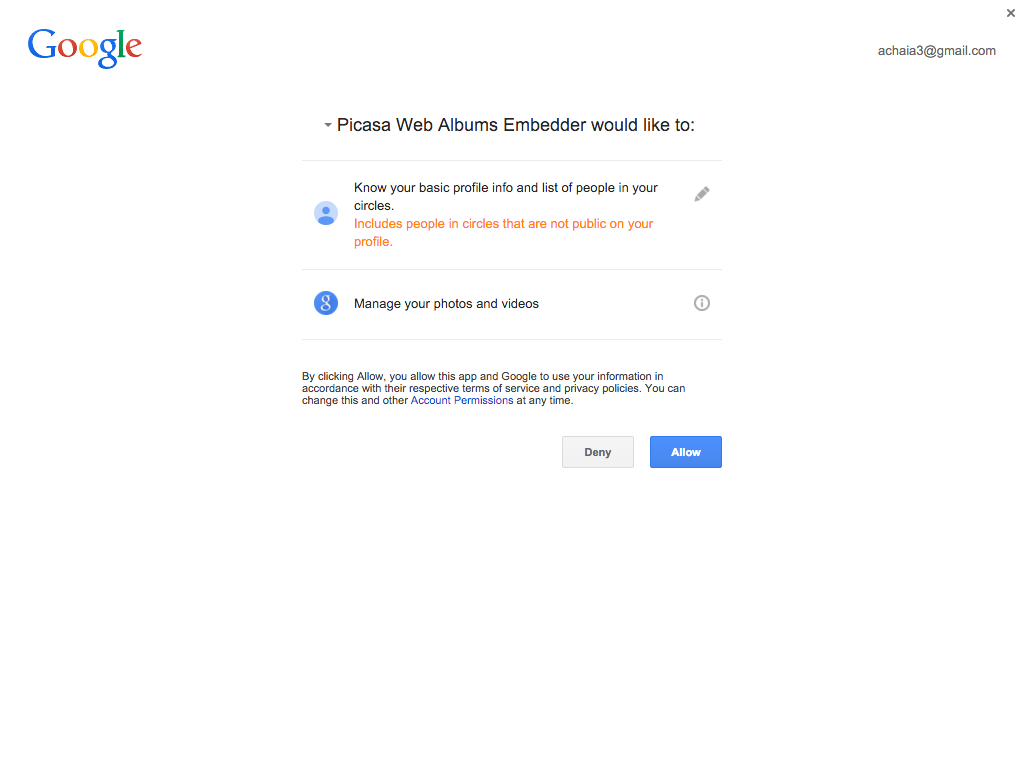 Google
achaia3@gmail.com
Picasa Web Albums Embedder would like to:
Know your basic profile info and list of people in your
circles.
Includes people in circles that are not public on your
profile.
Manage your photos and videos
By clicking Allow, you allow this app and Google to use your information in
accordance with their respective terms of service and privacy policies. You can
change this and other Account Permissions at any time.
Deny
Allow